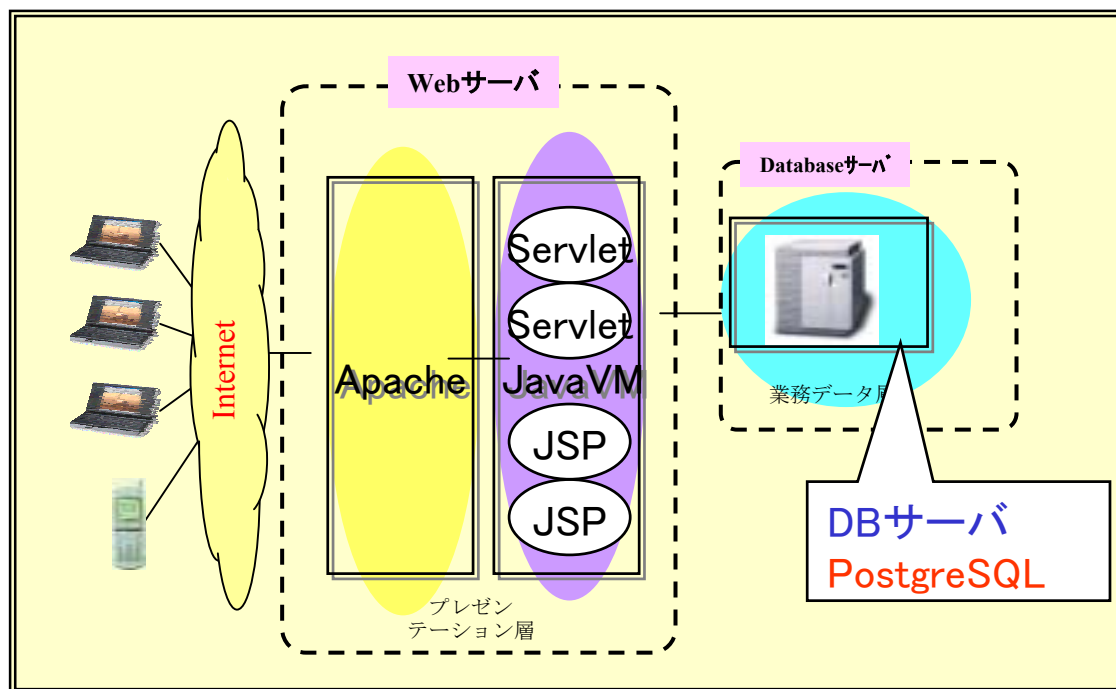 Webサーバ
Databaseサーバ
Internet
Apache
JavaVM
Servlet
Servlet
JSP
JSP
プレゼン
テーション層
業務データ層
DBサーバ
PostgreSQL